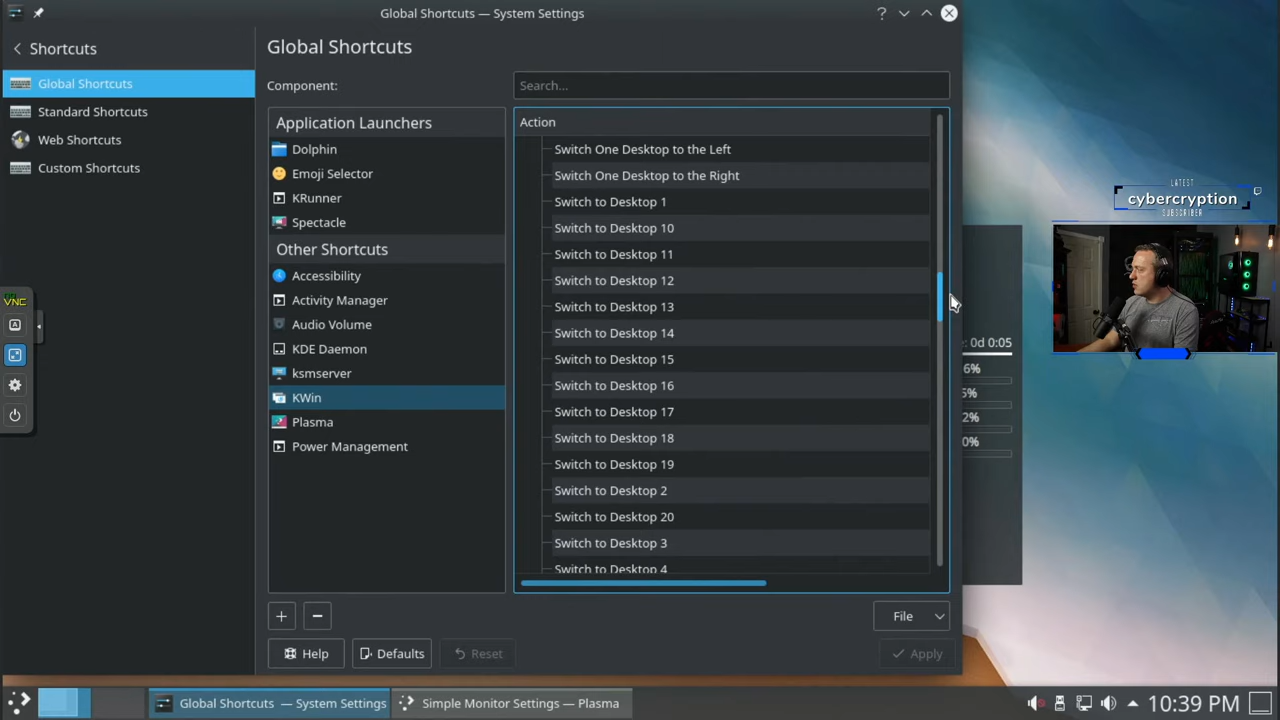 Global Shortcuts — System Settings
?
Shortcuts
Global Shortcuts
Standard Shortcuts
Web Shortcuts
Custom Shortcuts
Global Shortcuts
Component:
Search...
Application Launchers
Dolphin
Emoji Selector
KRunner
Spectacle
Other Shortcuts
Accessibility
Activity Manager
Audio Volume
KDE Daemon
ksmserver
KWin
Plasma
Power Management
Action
Switch One Desktop to the Left
Switch One Desktop to the Right
Switch to Desktop 1
Switch to Desktop 10
Switch to Desktop 11
Switch to Desktop 12
Switch to Desktop 13
Switch to Desktop 14
Switch to Desktop 15
Switch to Desktop 16
Switch to Desktop 17
Switch to Desktop 18
Switch to Desktop 19
Switch to Desktop 2
Switch to Desktop 20
Switch to Desktop 3
Switch to Desktop 4
+
−
File
Help
Defaults
Reset
Apply
VNC
A
LATEST
cybercryption
SUBSCRIBER
: 0d 0:05
6%
%
2%
0%
Global Shortcuts — System Settings
Simple Monitor Settings — Plasma
10:39 PM